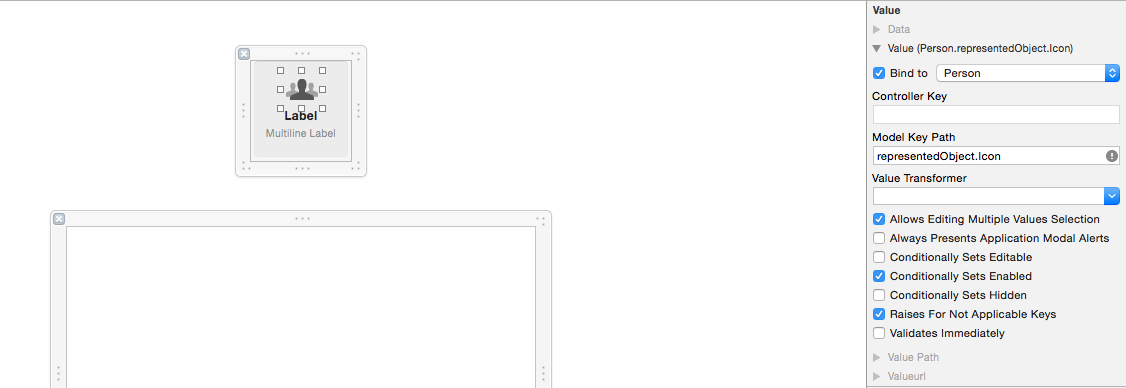 Label
Multiline Label
Value
Data
Value (Person.representedObject.Icon)
Bind to Person
Controller Key
Model Key Path
representedObject.Icon
Value Transformer
Allows Editing Multiple Values Selection
Always Presents Application Modal Alerts
Conditionally Sets Editable
Conditionally Sets Enabled
Conditionally Sets Hidden
Raises For Not Applicable Keys
Validates Immediately
Value Path
Valueurl